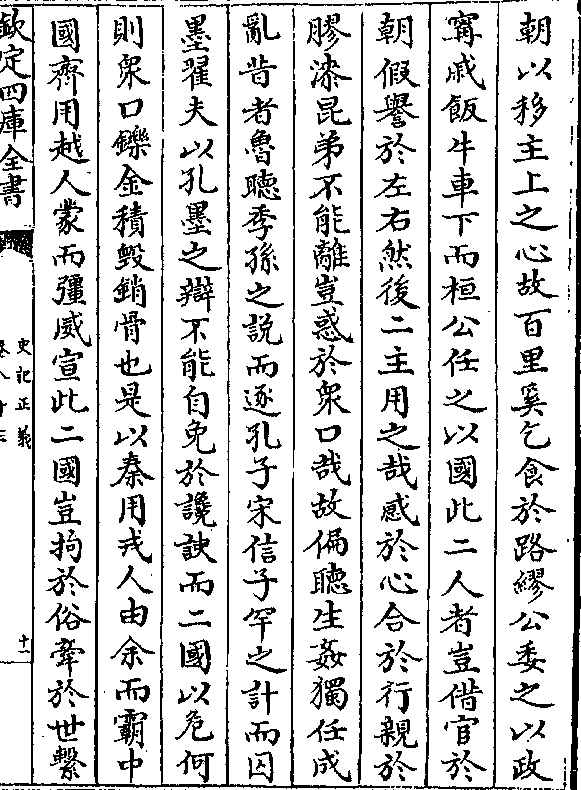 朝以移主上之心故百里奚乞食於路繆公委之以政
甯戚飯牛車下而桓公任之以國此二人者豈借宦於
朝假譽於左右然後二主用之哉感於心合於行親於
膠漆昆弟不能離豈惑於衆口哉故偏聽生姦獨任成
亂昔者魯聽季孫之說而逐孔子宋信子罕之計而囚
墨翟夫以孔墨之辯不能自免於讒諛而二國以危何
則衆口鑠金積毀銷骨也是以秦用戎人由余而霸中
國齊用越人蒙而彊威宣此二國豈拘於俗牽於世繫
欽定四庫全書
史記正義
卷八十三
十一